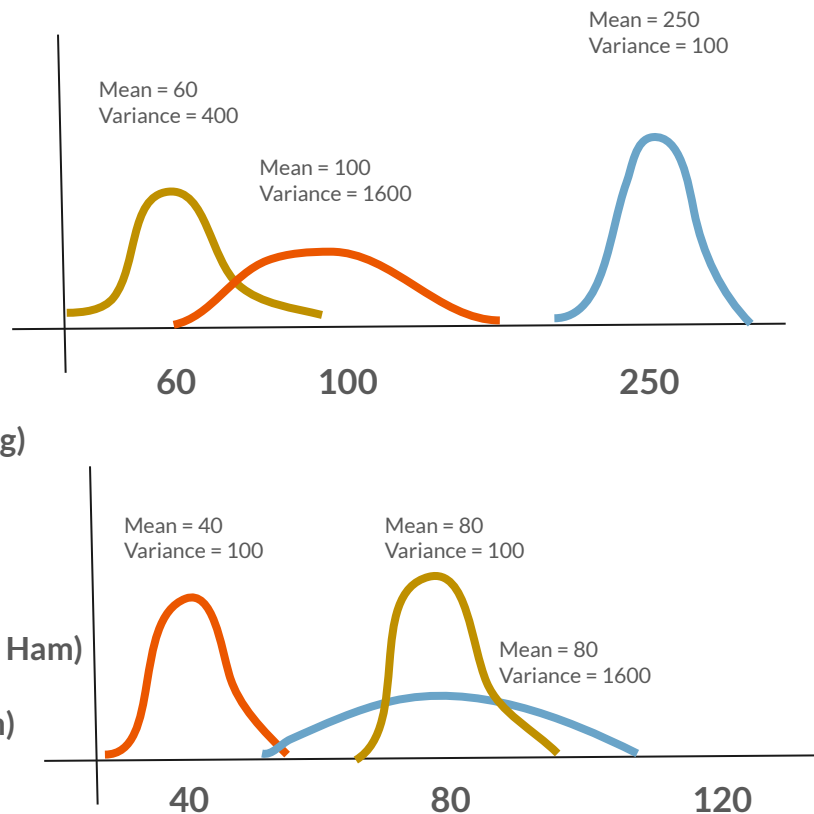 Mean = 250
Variance = 100
Mean = 60
Variance = 400
Mean = 100
Variance = 1600
60 100 250
g)
Mean = 40
Variance = 100
Mean = 80
Variance = 100
Ham)
Mean = 80
Variance = 1600
n)
40 80 120